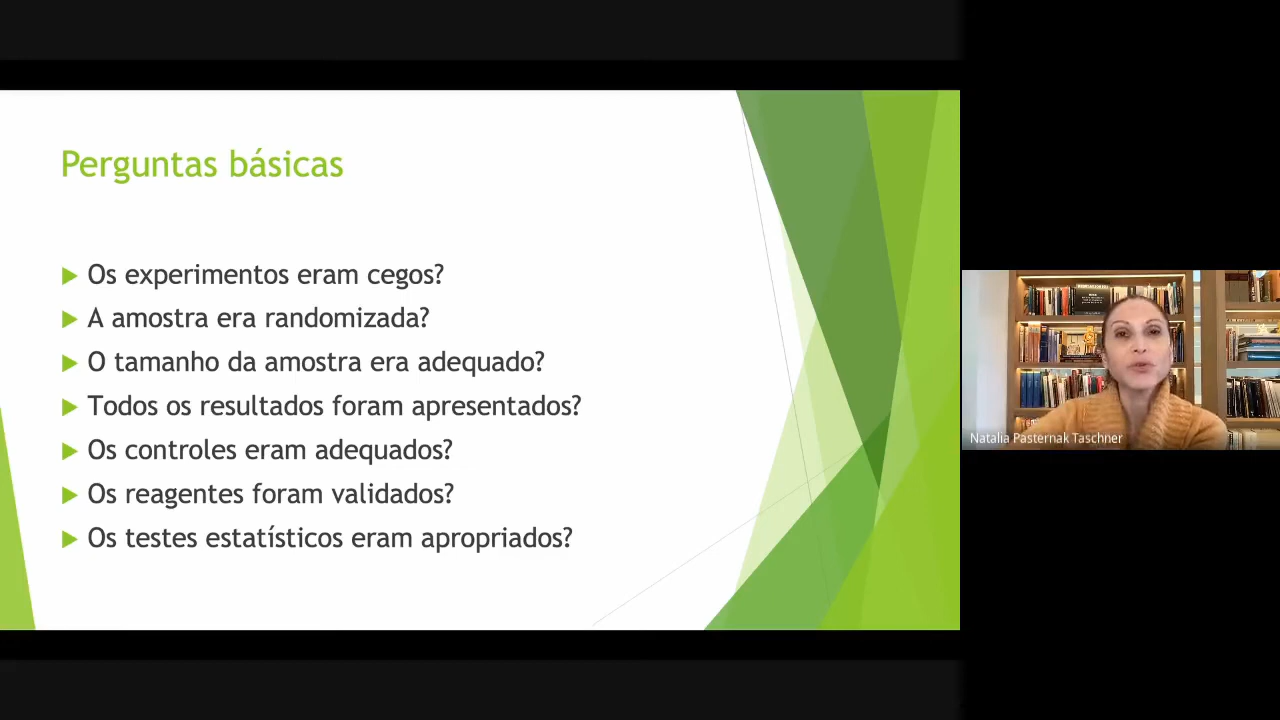 Perguntas básicas
Os experimentos eram cegos?
A amostra era randomizada?
O tamanho da amostra era adequado?
Todos os resultados foram apresentados?
Os controles eram adequados?
Os reagentes foram validados?
Os testes estatísticos eram apropriados?
Natalia Pasternak Taschner